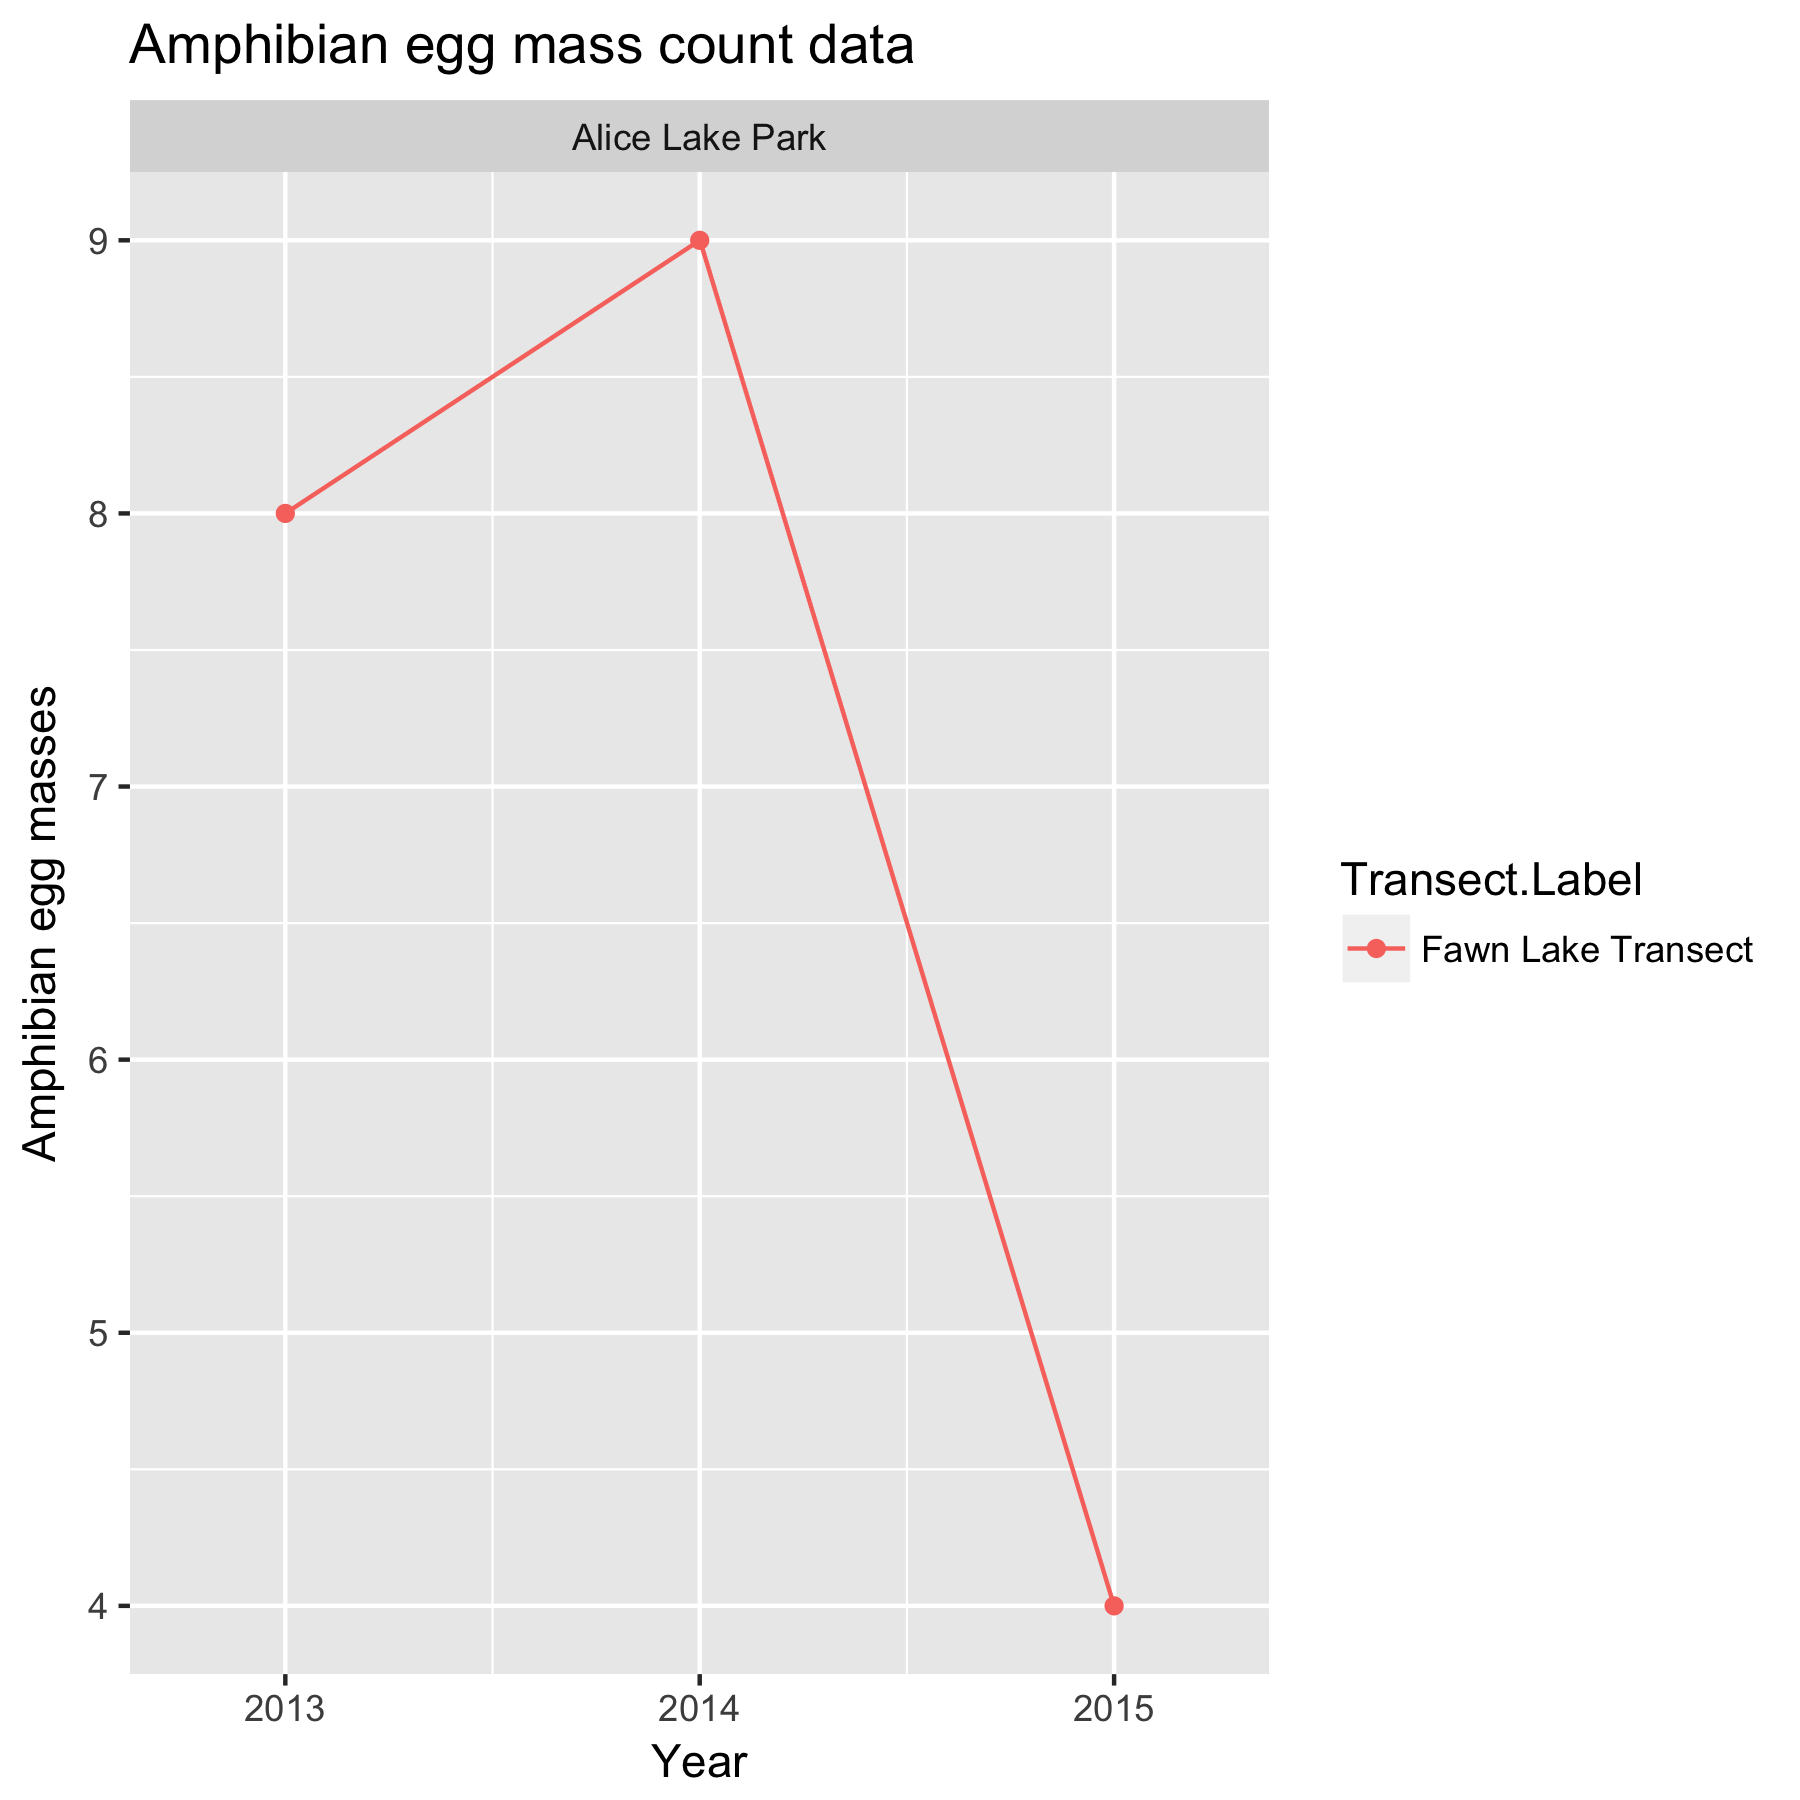 Amphibian egg mass count data
Alice Lake Park
9
8
7
6
5
4
Amphibian egg masses
2013
2014
2015
Year
Transect.Label
Fawn Lake Transect